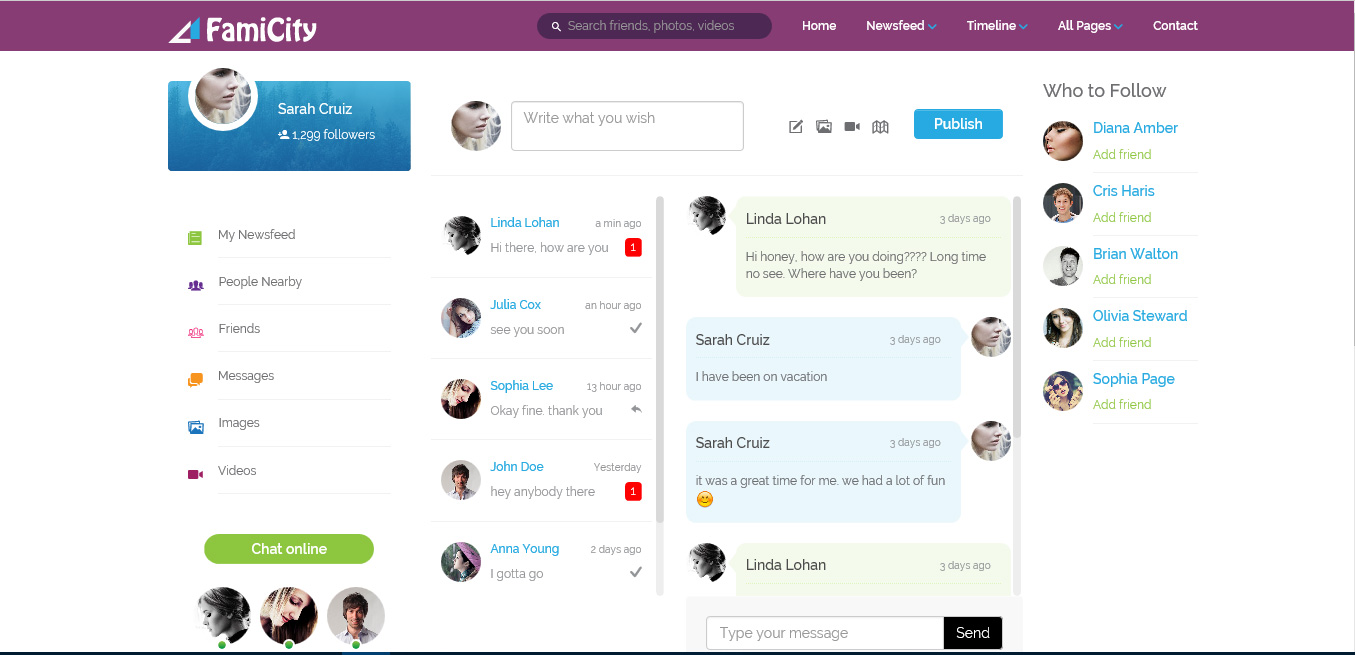 FamiCity
Search friends, photos, videos
Home
Newsfeed
Timeline
All Pages
Contact
Sarah Cruiz
1,299 followers
My Newsfeed
People Nearby
Friends
Messages
Images
Videos
Chat online
Write what you wish
Publish
Linda Lohan
a min ago
Hi there, how are you
1
Julia Cox
an hour ago
see you soon
Sophia Lee
13 hour ago
Okay fine. thank you
John Doe
Yesterday
hey anybody there
1
Anna Young
2 days ago
I gotta go
Linda Lohan
3 days ago
Hi honey, how are you doing???? Long time
no see. Where have you been?
Sarah Cruiz
3 days ago
I have been on vacation
Sarah Cruiz
3 days ago
it was a great time for me. we had a lot of fun
😊
Linda Lohan
3 days ago
Type your message
Send
Who to Follow
Diana Amber
Add friend
Cris Haris
Add friend
Brian Walton
Add friend
Olivia Steward
Add friend
Sophia Page
Add friend